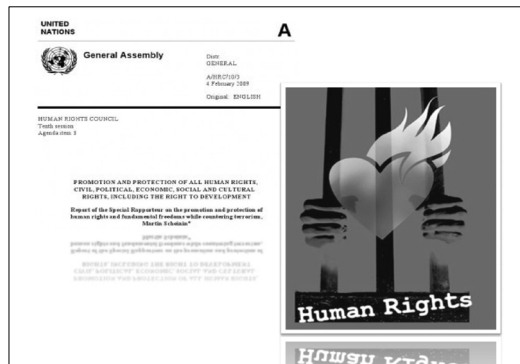 UNITED
NATIONS
A
General Assembly
Distr.
GENERAL
A/HRC/10/3
4 February 2009
Original: ENGLISH
HUMAN RIGHTS COUNCIL
Tenth session
Agenda item 3
PROMOTION AND PROTECTION OF ALL HUMAN RIGHTS,
CIVIL, POLITICAL, ECONOMIC, SOCIAL AND CULTURAL
RIGHTS, INCLUDING THE RIGHT TO DEVELOPMENT
Report of the Special Rapporteur on the promotion and protection of
human rights and fundamental freedoms while countering terrorism,
Martin Scheinin*
Human Rights